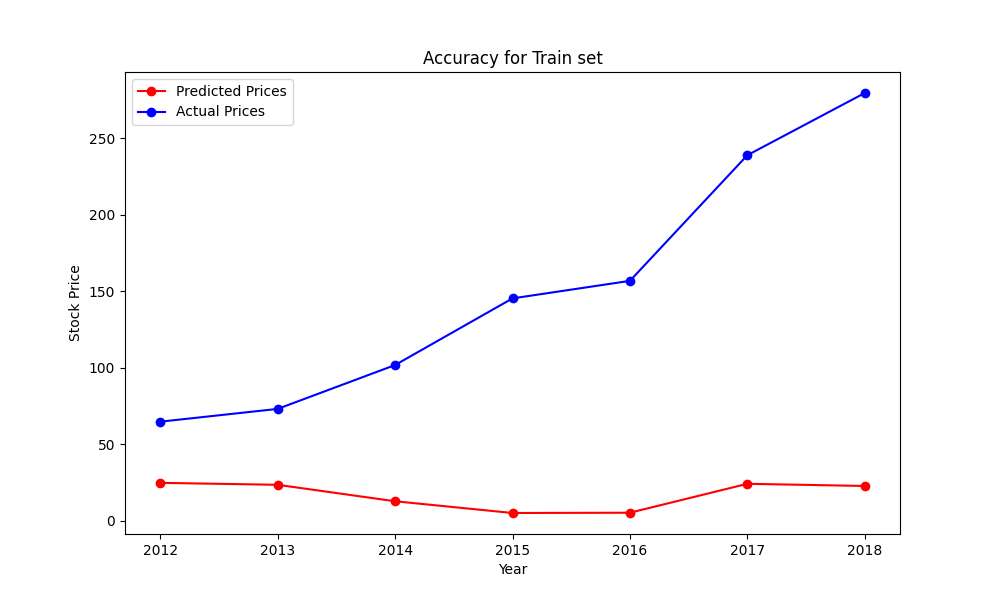 Accuracy for Train set
Predicted Prices
Actual Prices
Stock Price
250
200
150
100
50
0
2012 2013 2014 2015 2016 2017 2018
Year